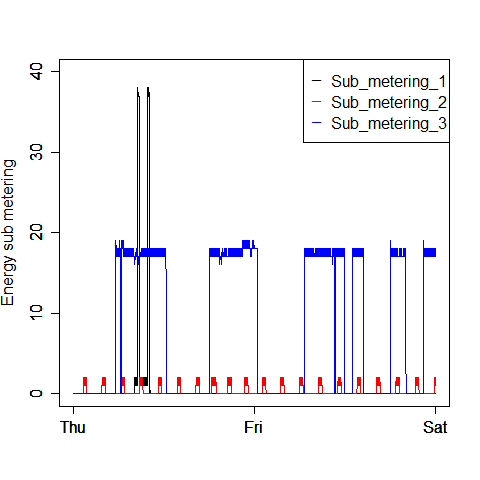 Energy sub metering
40
30
20
10
0
Sub_metering_1
Sub_metering_2
Sub_metering_3
Thu
Fri
Sat